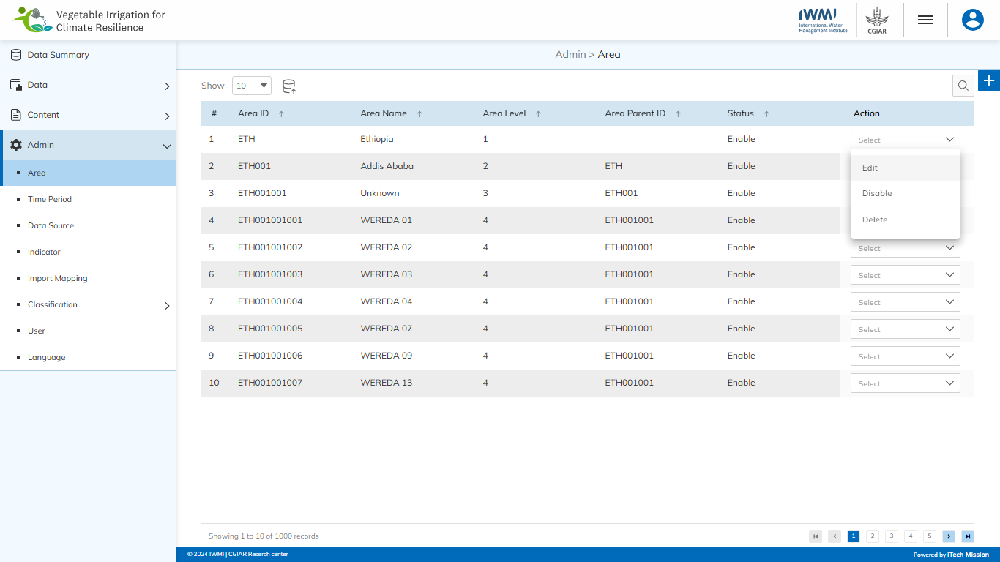 Vegetable Irrigation for
Climate Resilience
IWMI
International Water
Management Institute
CGIAR
Data Summary
Data
Content
Admin
Area
Time Period
Data Source
Indicator
Import Mapping
Classification
User
Language
Admin > Area
Show 10
# Area ID Area Name Area Level Area Parent ID Status Action
1 ETH Ethiopia 1 Enable Select
2 ETH001 Addis Ababa 2 ETH Enable
3 ETH001001 Unknown 3 ETH001 Enable
4 ETH001001001 WEREDA 01 4 ETH001001 Enable
Edit
Disable
Delete
5 ETH001001002 WEREDA 02 4 ETH001001 Enable Select
6 ETH001001003 WEREDA 03 4 ETH001001 Enable Select
7 ETH001001004 WEREDA 04 4 ETH001001 Enable Select
8 ETH001001005 WEREDA 07 4 ETH001001 Enable Select
9 ETH001001006 WEREDA 09 4 ETH001001 Enable Select
10 ETH001001007 WEREDA 13 4 ETH001001 Enable Select
Showing 1 to 10 of 1000 records
1 2 3 4 5
© 2024 IWMI | CGIAR Reserch center
Powered by iTech Mission